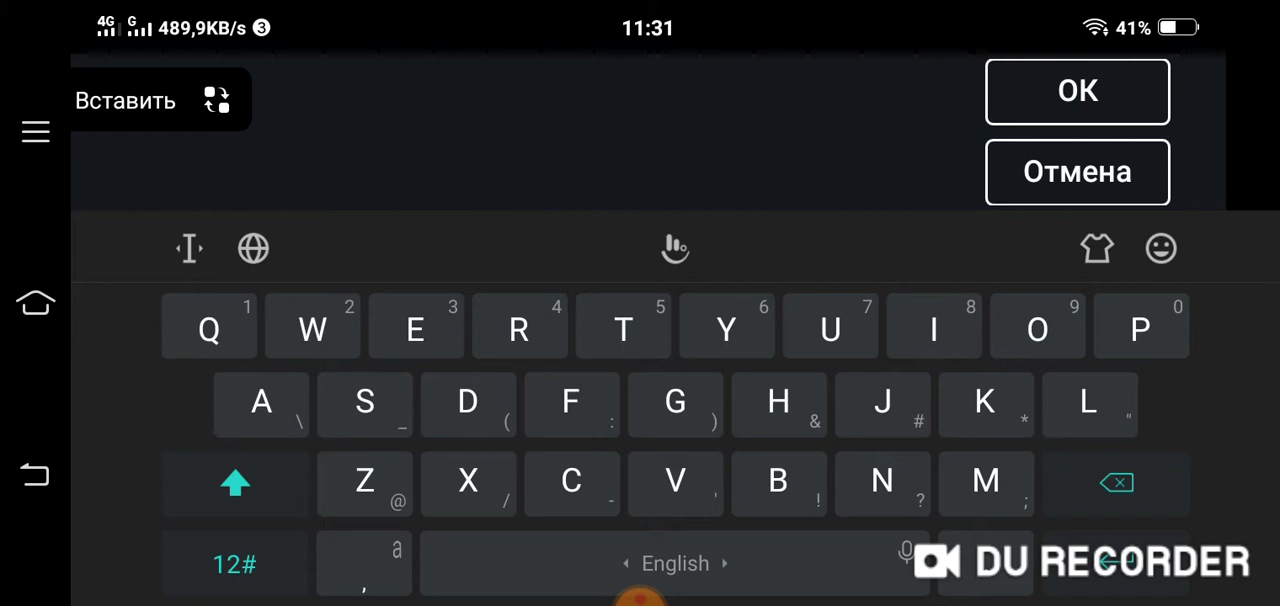 4G G 489,9KB/s 3 11:31 41%
Вставить
ОК
Отмена
1 2 3 4 5 6 7 8 9 0
Q W E R T Y U I O P
A S D F G H J K L
\ _ ( : ) & # * "
Z X C V B N M
@ / - ' ! ? ;
12# , English
DU RECORDER